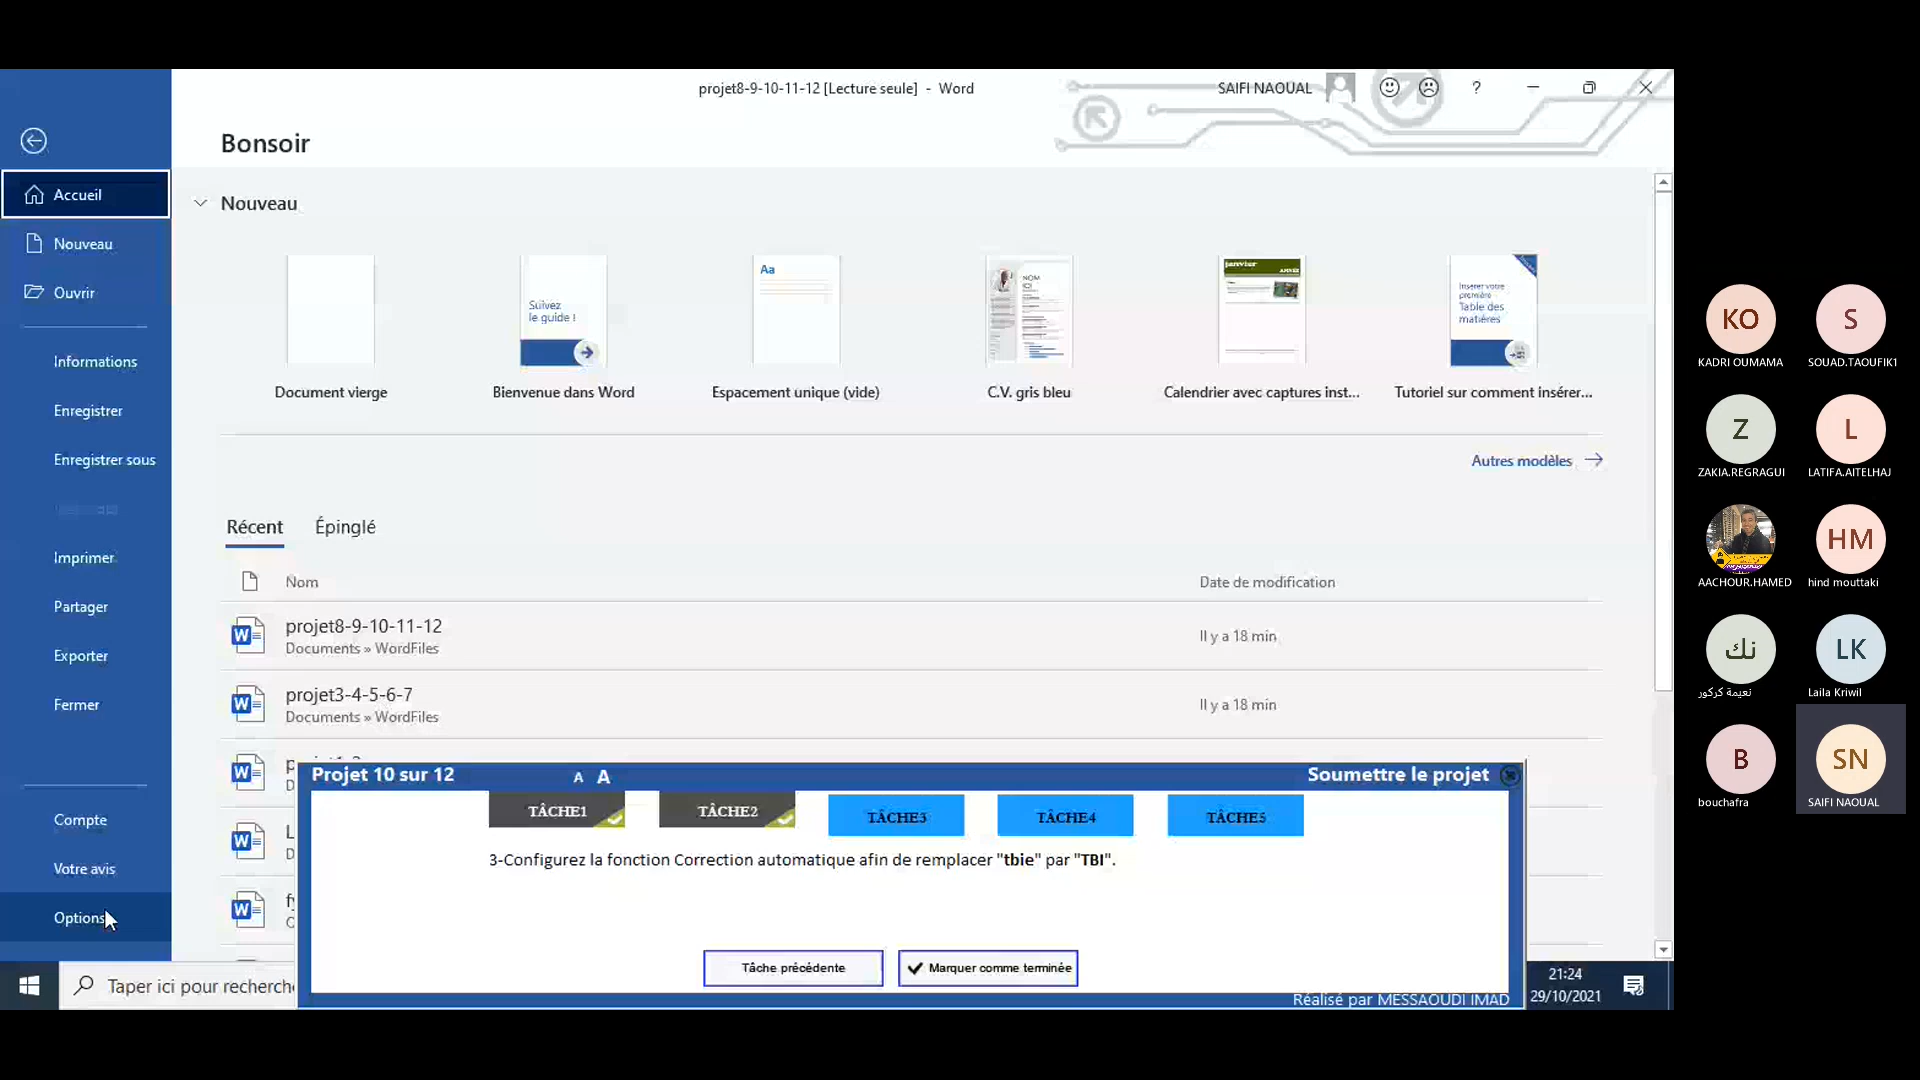 projet8-9-10-11-12 [Lecture seule] - Word
SAIFI NAOUAL
?
Bonsoir
Accueil
Nouveau
Ouvrir
Informations
Enregistrer
Enregistrer sous
Imprimer
Partager
Exporter
Fermer
Compte
Votre avis
Options
Nouveau
Suivez
le guide !
Aa
NOM
janvier
ANNÉE
Insérer votre
première
Table des
matières
Document vierge
Bienvenue dans Word
Espacement unique (vide)
C.V. gris bleu
Calendrier avec captures inst...
Tutoriel sur comment insérer...
Autres modèles
Récent
Épinglé
Nom
Date de modification
projet8-9-10-11-12
Documents » WordFiles
Il y a 18 min
projet3-4-5-6-7
Documents » WordFiles
Il y a 18 min
Projet 10 sur 12
A A
Soumettre le projet
TÂCHE1
TÂCHE2
TÂCHE3
TÂCHE4
TÂCHE5
3-Configurez la fonction Correction automatique afin de remplacer "tbie" par "TBI".
Tâche précédente
Marquer comme terminée
Réalisé par MESSAOUDI IMAD
Taper ici pour recherche
21:24
29/10/2021
KO
KADRI OUMAMA
S
SOUAD.TAOUFIK1
Z
ZAKIA.REGRAGUI
L
LATIFA.AITELHAJ
AACHOUR.HAMED
HM
hind mouttaki
نك
نعيمة كركور
LK
Laila Kriwil
B
bouchafra
SN
SAIFI NAOUAL